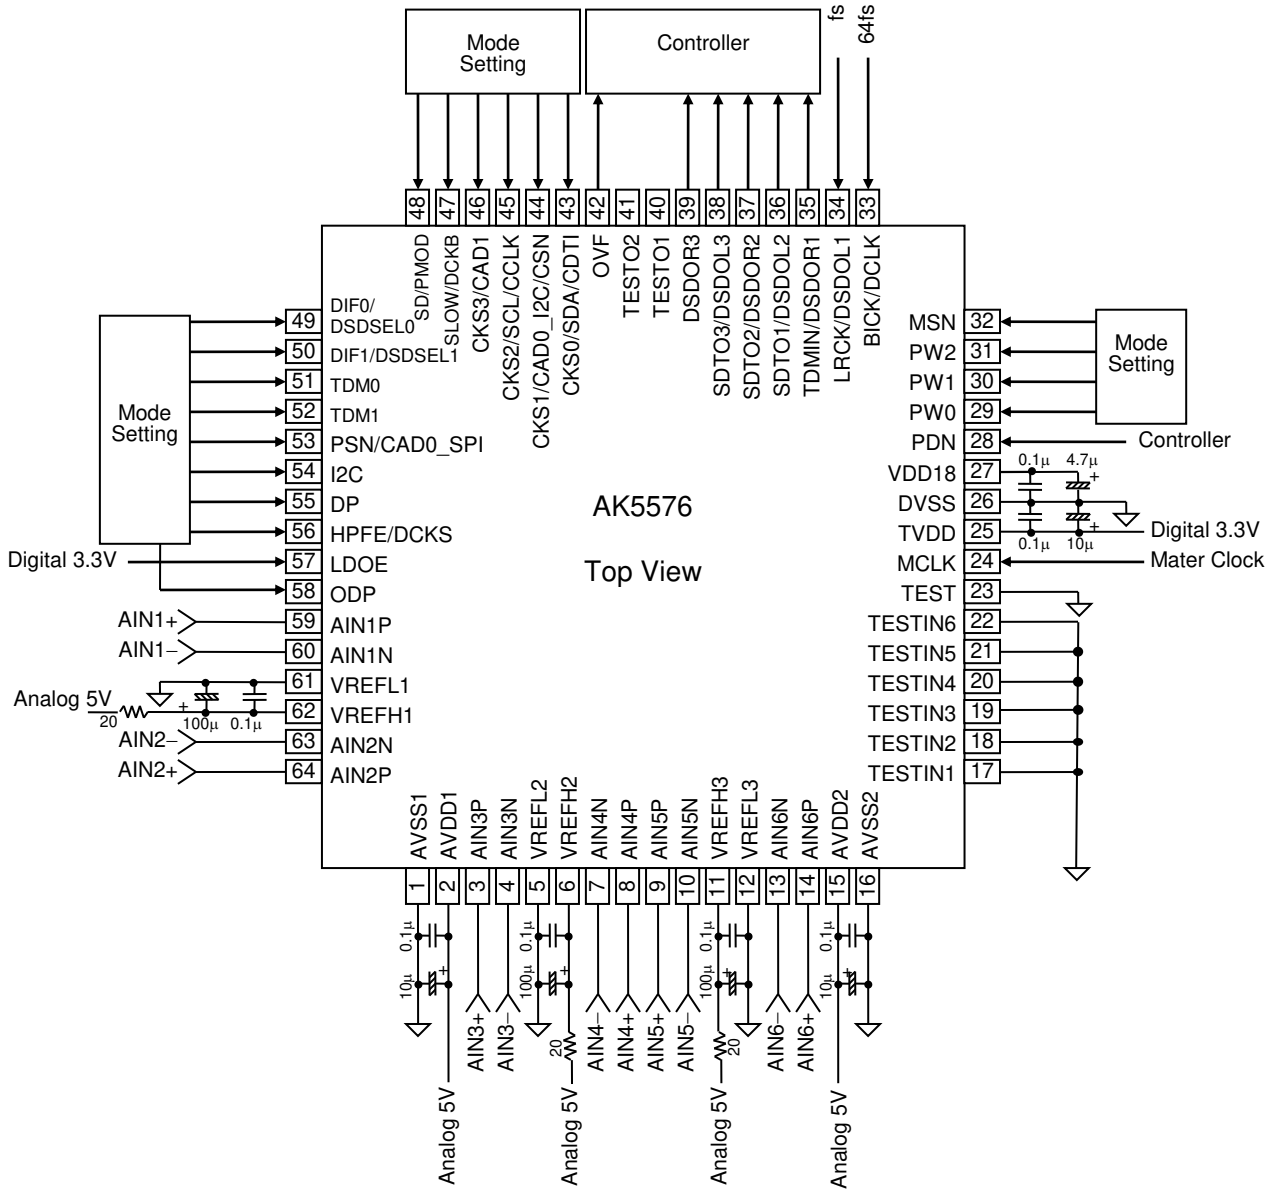 Mode
Setting
Controller
fs
64fs
48
47
46
45
44
43
42
41
40
39
38
37
36
35
34
33
SD/PMOD
SLOW/DCKB
CKS3/CAD1
CKS2/SCL/CCLK
CKS1/CAD0_I2C/CSN
CKS0/SDA/CDTI
OVF
TESTO2
TESTO1
DSDOR3
SDTO3/DSDOL3
SDTO2/DSDOR2
SDTO1/DSDOL2
TDMIN/DSDOR1
LRCK/DSDOL1
BICK/DCLK
Mode
Setting
49 DIF0/
DSDSEL0
50 DIF1/DSDSEL1
51 TDM0
52 TDM1
53 PSN/CAD0_SPI
54 I2C
55 DP
56 HPFE/DCKS
Digital 3.3V 57 LDOE
58 ODP
AIN1+ 59 AIN1P
AIN1− 60 AIN1N
61 VREFL1
Analog 5V 20 + 100µ 0.1µ 62 VREFH1
AIN2− 63 AIN2N
AIN2+ 64 AIN2P
AK5576
Top View
MSN 32
PW2 31
PW1 30
PW0 29
Mode
Setting
PDN 28 Controller
VDD18 27 0.1µ 4.7µ +
DVSS 26
TVDD 25 0.1µ 10µ + Digital 3.3V
MCLK 24 Mater Clock
TEST 23
TESTIN6 22
TESTIN5 21
TESTIN4 20
TESTIN3 19
TESTIN2 18
TESTIN1 17
AVSS1
AVDD1
AIN3P
AIN3N
VREFL2
VREFH2
AIN4N
AIN4P
AIN5P
AIN5N
VREFH3
VREFL3
AIN6N
AIN6P
AVDD2
AVSS2
1
2
3
4
5
6
7
8
9
10
11
12
13
14
15
16
0.1µ
10µ
+
0.1µ
100µ
+
0.1µ
100µ
+
0.1µ
10µ
+
AIN3+
AIN3−
20
AIN4−
AIN4+
AIN5+
AIN5−
20
AIN6−
AIN6+
Analog 5V
Analog 5V
Analog 5V
Analog 5V